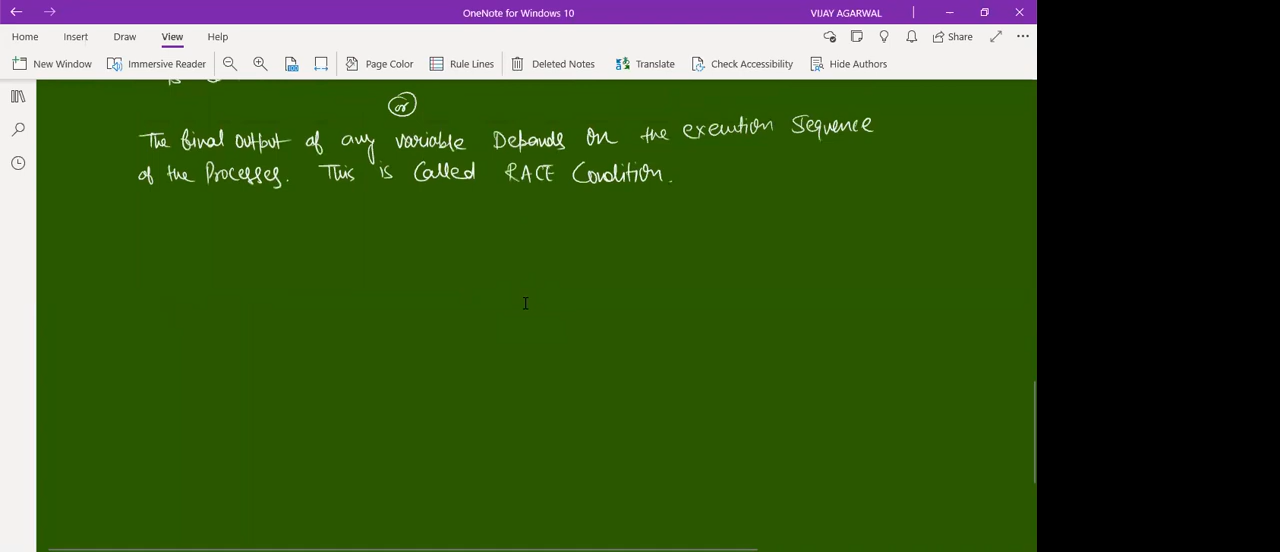 OneNote for Windows 10
VIJAY AGARWAL
Home Insert Draw View Help
Share
New Window Immersive Reader Page Color Rule Lines Deleted Notes Translate Check Accessibility Hide Authors
is
or
The final output of any variable Depends on the exeution Sequence
of the Processes. This is Called RACE Condition.